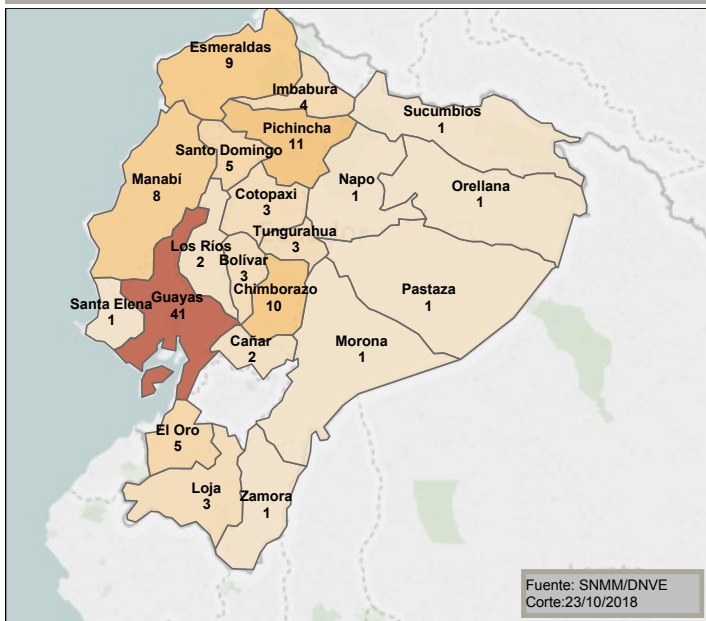 Esmeraldas
9
Imbabura
4
Sucumbios
1
Pichincha
11
Santo Domingo
5
Manabí
8
Napo
1
Orellana
1
Cotopaxi
3
Tungurahua
3
Los Ríos
2
Bolívar
3
Chimborazo
10
Pastaza
1
Santa Elena
1
Guayas
41
Cañar
2
Morona
1
El Oro
5
Loja
3
Zamora
1
Fuente: SNMM/DNVE
Corte:23/10/2018